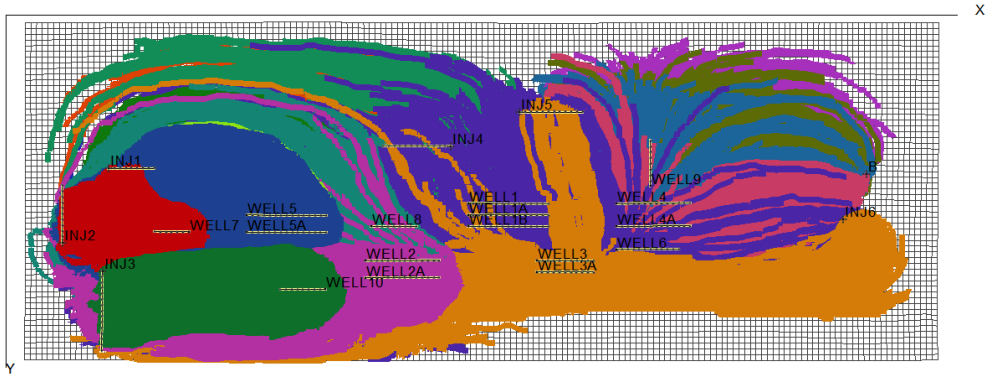 X
INJ5
INJ4
INJ1
B
WELL9
WELL1
WELL4
WELL5
WELL1A
INJ6
WELL7
WELL5A
WELL8
WELL1B
WELL4A
INJ2
WELL6
WELL2
WELL3
INJ3
WELL2A
WELL3A
WELL10
Y